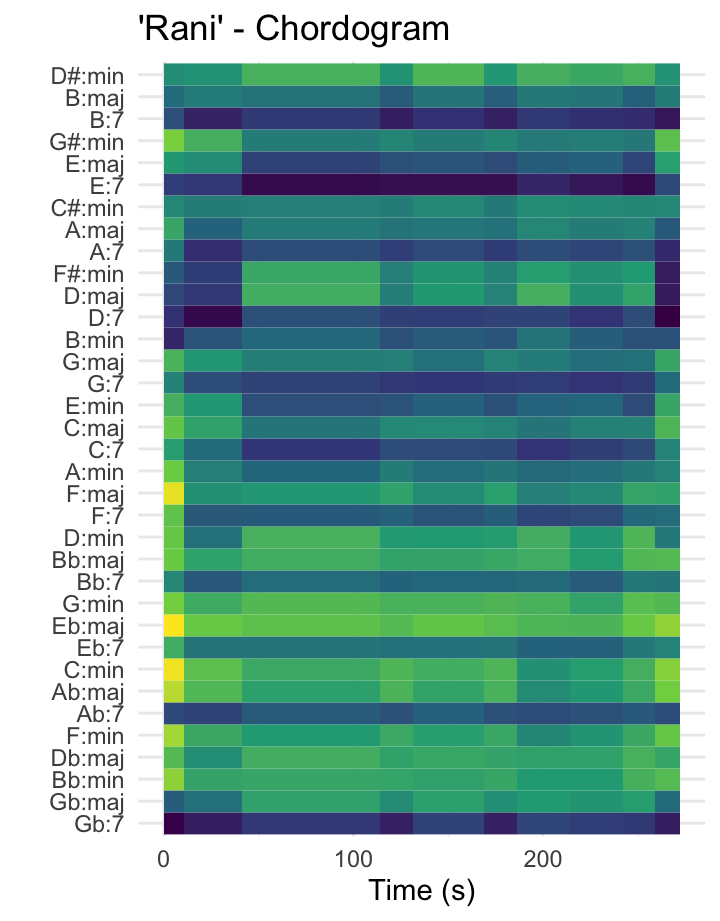 'Rani' - Chordogram
D#:min
B:maj
B:7
G#:min
E:maj
E:7
C#:min
A:maj
A:7
F#:min
D:maj
D:7
B:min
G:maj
G:7
E:min
C:maj
C:7
A:min
F:maj
F:7
D:min
Bb:maj
Bb:7
G:min
Eb:maj
Eb:7
C:min
Ab:maj
Ab:7
F:min
Db:maj
Bb:min
Gb:maj
Gb:7
0 100 200
Time (s)